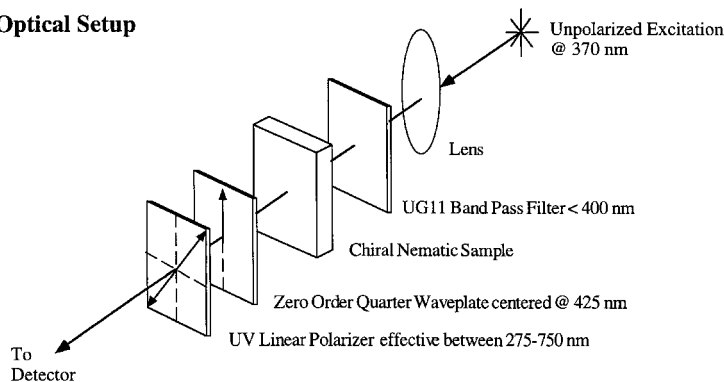 Optical Setup
Unpolarized Excitation
@ 370 nm
Lens
UG11 Band Pass Filter < 400 nm
Chiral Nematic Sample
Zero Order Quarter Waveplate centered @ 425 nm
UV Linear Polarizer effective between 275-750 nm
To
Detector